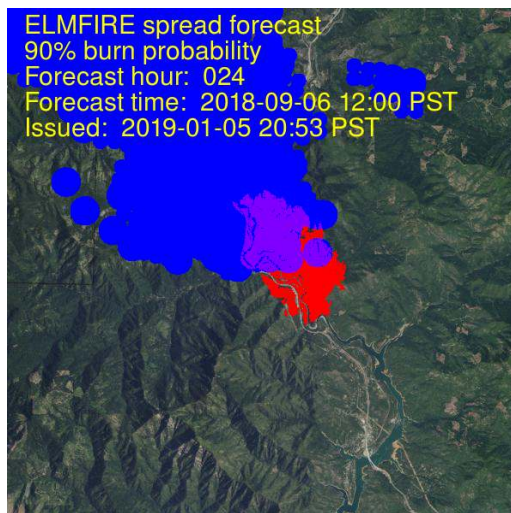 ELMFIRE spread forecast
90% burn probability
Forecast hour: 024
Forecast time: 2018-09-06 12:00 PST
Issued: 2019-01-05 20:53 PST